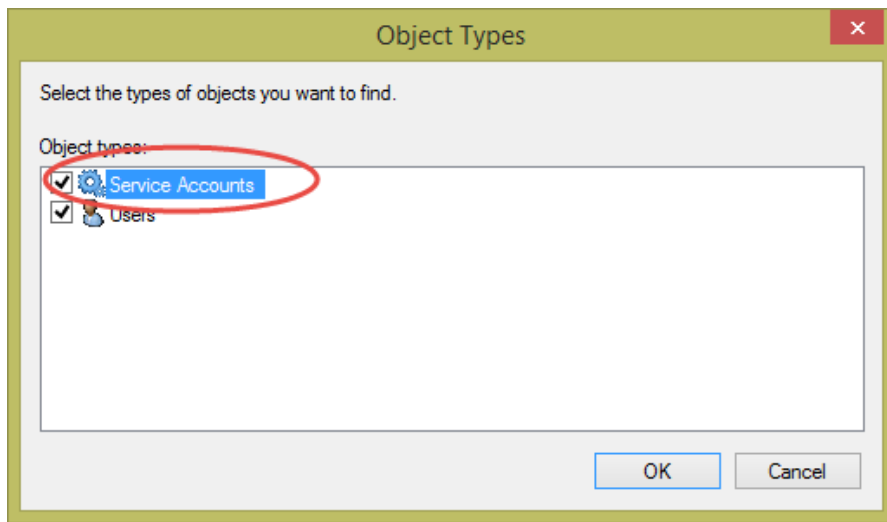 Object Types
Select the types of objects you want to find.
Object types:
Service Accounts
Users
OK
Cancel